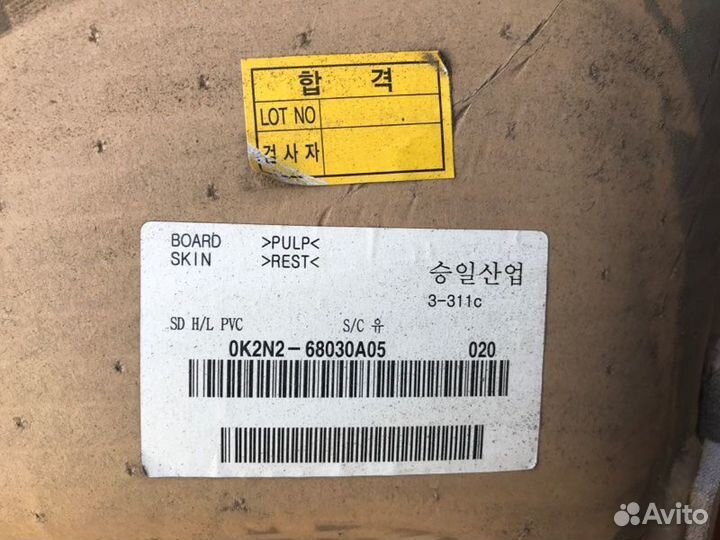 합 격
LOT NO
검사자
BOARD >PULP<
SKIN >REST<
승일산업
3-311c
SD H/L PVC S/C 유
0K2N2-68030A05 020
Avito